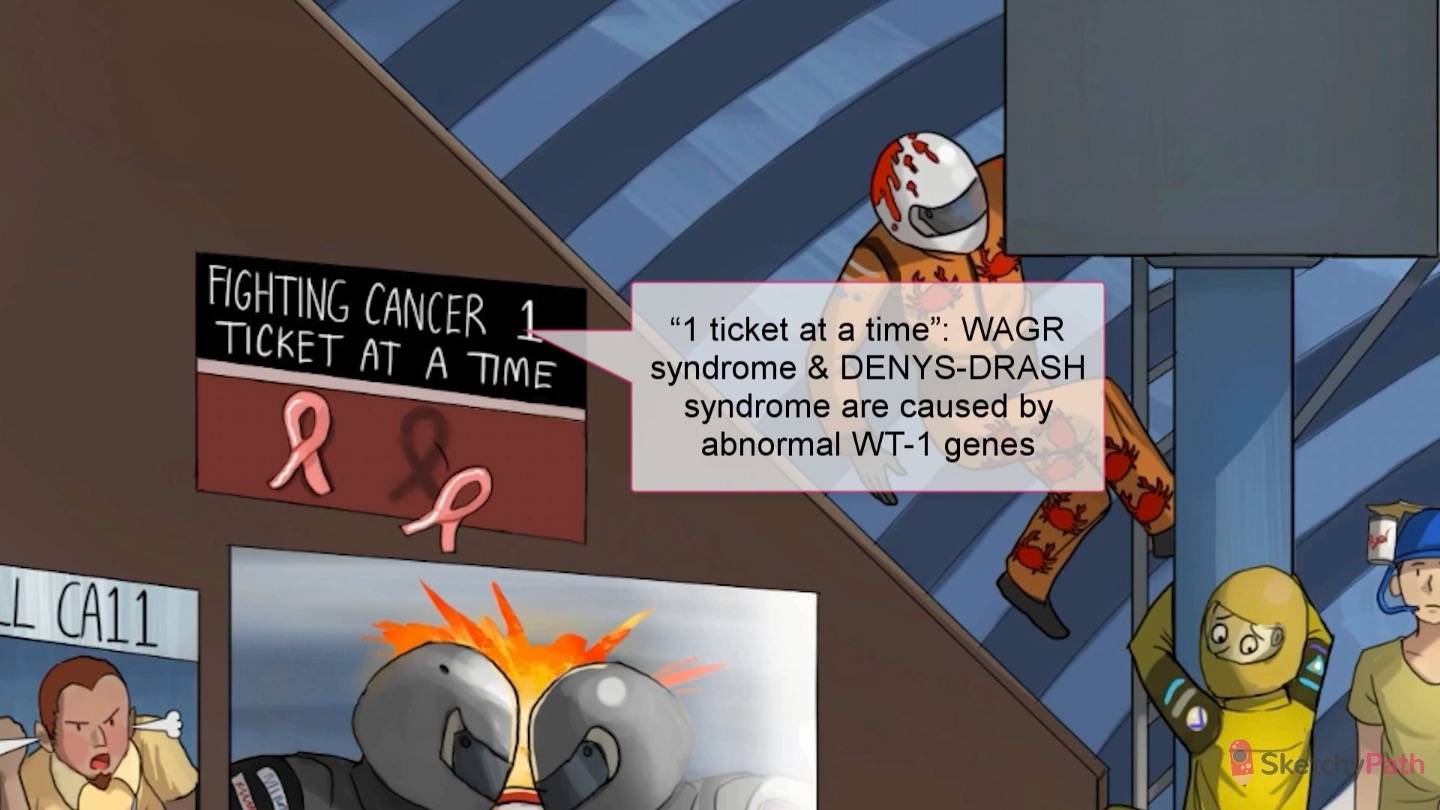 FIGHTING CANCER 1
TICKET AT A TIME
“1 ticket at a time”: WAGR
syndrome & DENYS-DRASH
syndrome are caused by
abnormal WT-1 genes
LL CA11
SketchyPath